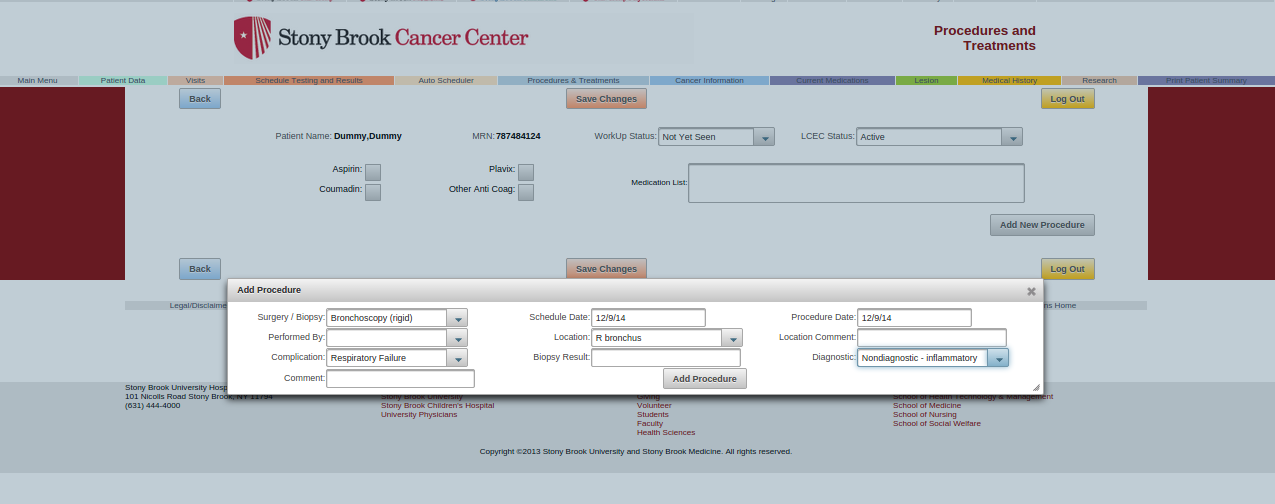 Stony Brook Cancer Center
Procedures and
Treatments
Main Menu Patient Data Visits Schedule Testing and Results Auto Scheduler Procedures & Treatments Cancer Information Current Medications Lesion Medical History Research Print Patient Summary
Back Save Changes Log Out
Patient Name: Dummy,Dummy MRN: 787484124 WorkUp Status: Not Yet Seen LCEC Status: Active
Aspirin: Plavix:
Medication List:
Coumadin: Other Anti Coag:
Add New Procedure
Back Save Changes Log Out
Add Procedure
Legal/Disclaime ns Home
Surgery / Biopsy: Bronchoscopy (rigid) Schedule Date: 12/9/14 Procedure Date: 12/9/14
Performed By: Location: R bronchus Location Comment:
Complication: Respiratory Failure Biopsy Result: Diagnostic: Nondiagnostic - inflammatory
Comment: Add Procedure
Stony Brook University Hosp
101 Nicolls Road Stony Brook, NY 11794 Stony Brook University Giving School of Health Technology & Management
(631) 444-4000 Stony Brook Children's Hospital Volunteer School of Medicine
University Physicians Students School of Nursing
Faculty School of Social Welfare
Health Sciences
Copyright ©2013 Stony Brook University and Stony Brook Medicine. All rights reserved.